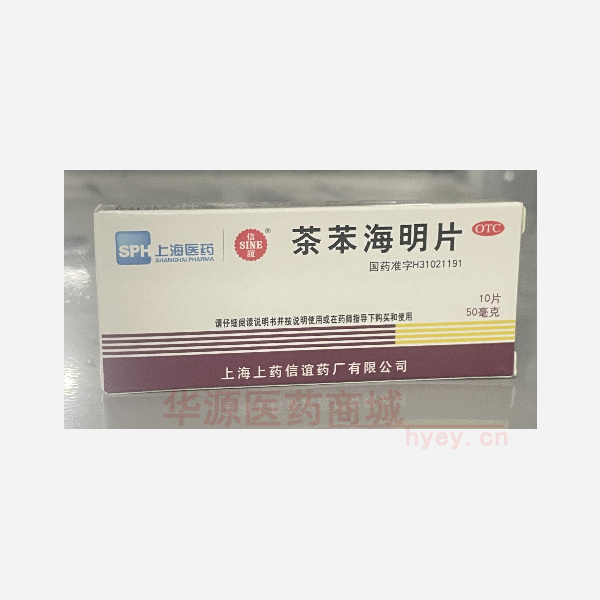 SPH 上海医药
SHANGHAI PHARMA
信
SINE
谊
®
茶苯海明片
OTC
国药准字H31021191
10片
50毫克
请仔细阅读说明书并按说明使用或在药师指导下购买和使用
上海上药信谊药厂有限公司
华源医药商城
hyey.cn